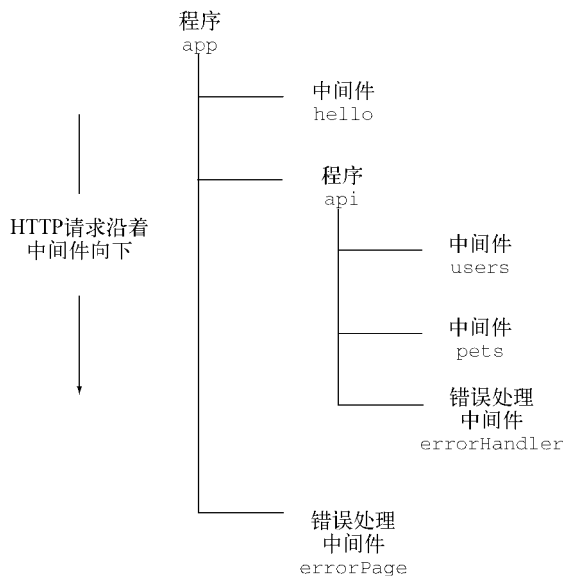 程序
app
中间件
hello
程序
api
HTTP请求沿着
中间件向下
中间件
users
中间件
pets
错误处理
中间件
errorHandler
错误处理
中间件
errorPage